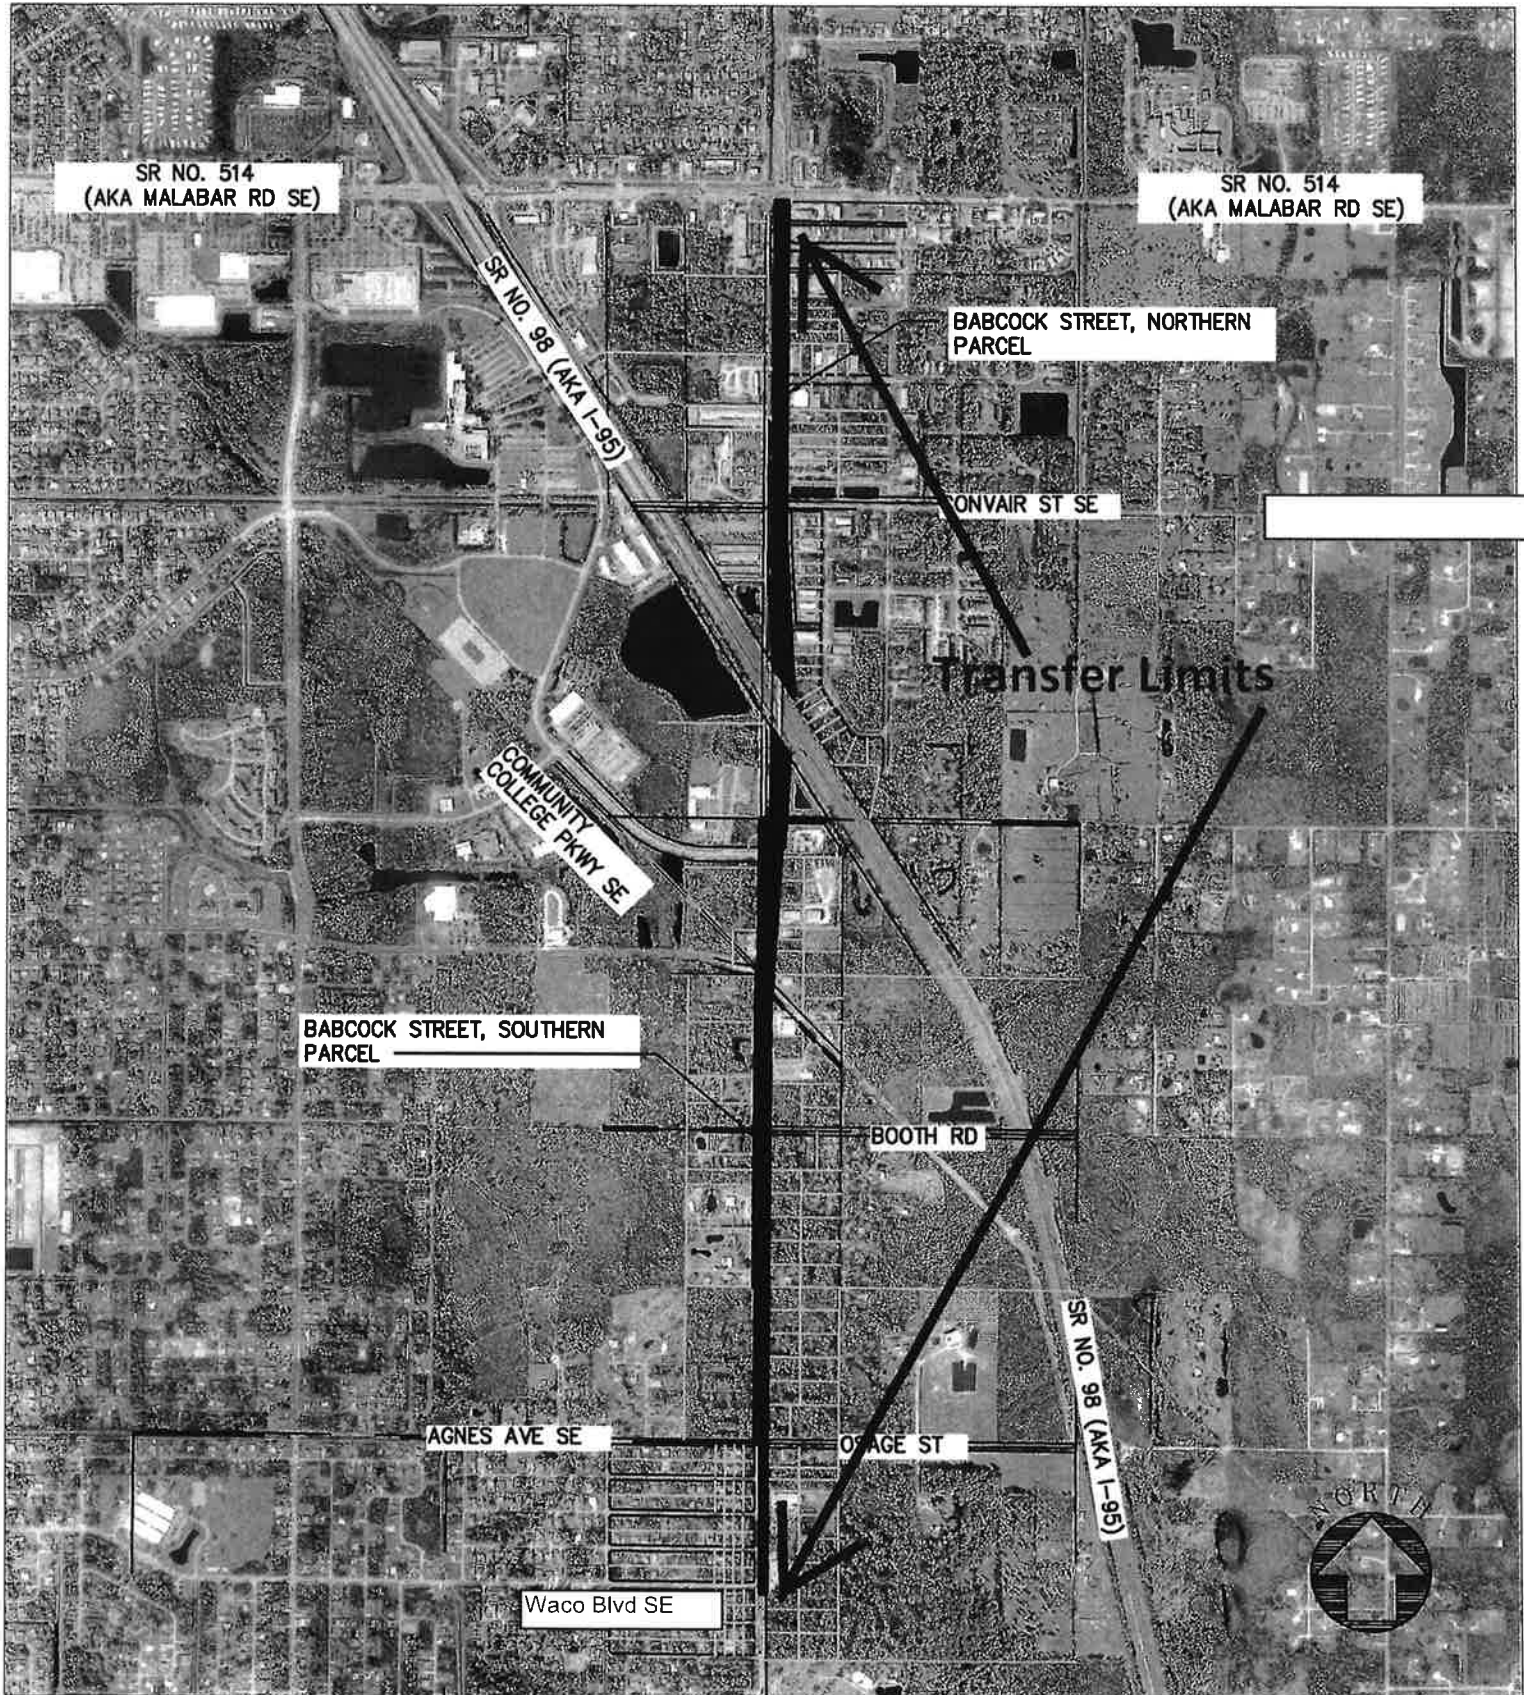 SR NO. 514
(AKA MALABAR RD SE)
SR NO. 514
(AKA MALABAR RD SE)
SR NO. 98 (AKA I-95)
BABCOCK STREET, NORTHERN
PARCEL
ONVAIR ST SE
Transfer Limits
COMMUNITY
COLLEGE PKWY SE
BABCOCK STREET, SOUTHERN
PARCEL
BOOTH RD
SR NO. 98 (AKA I-95)
AGNES AVE SE
OSAGE ST
NORTH
Waco Blvd SE